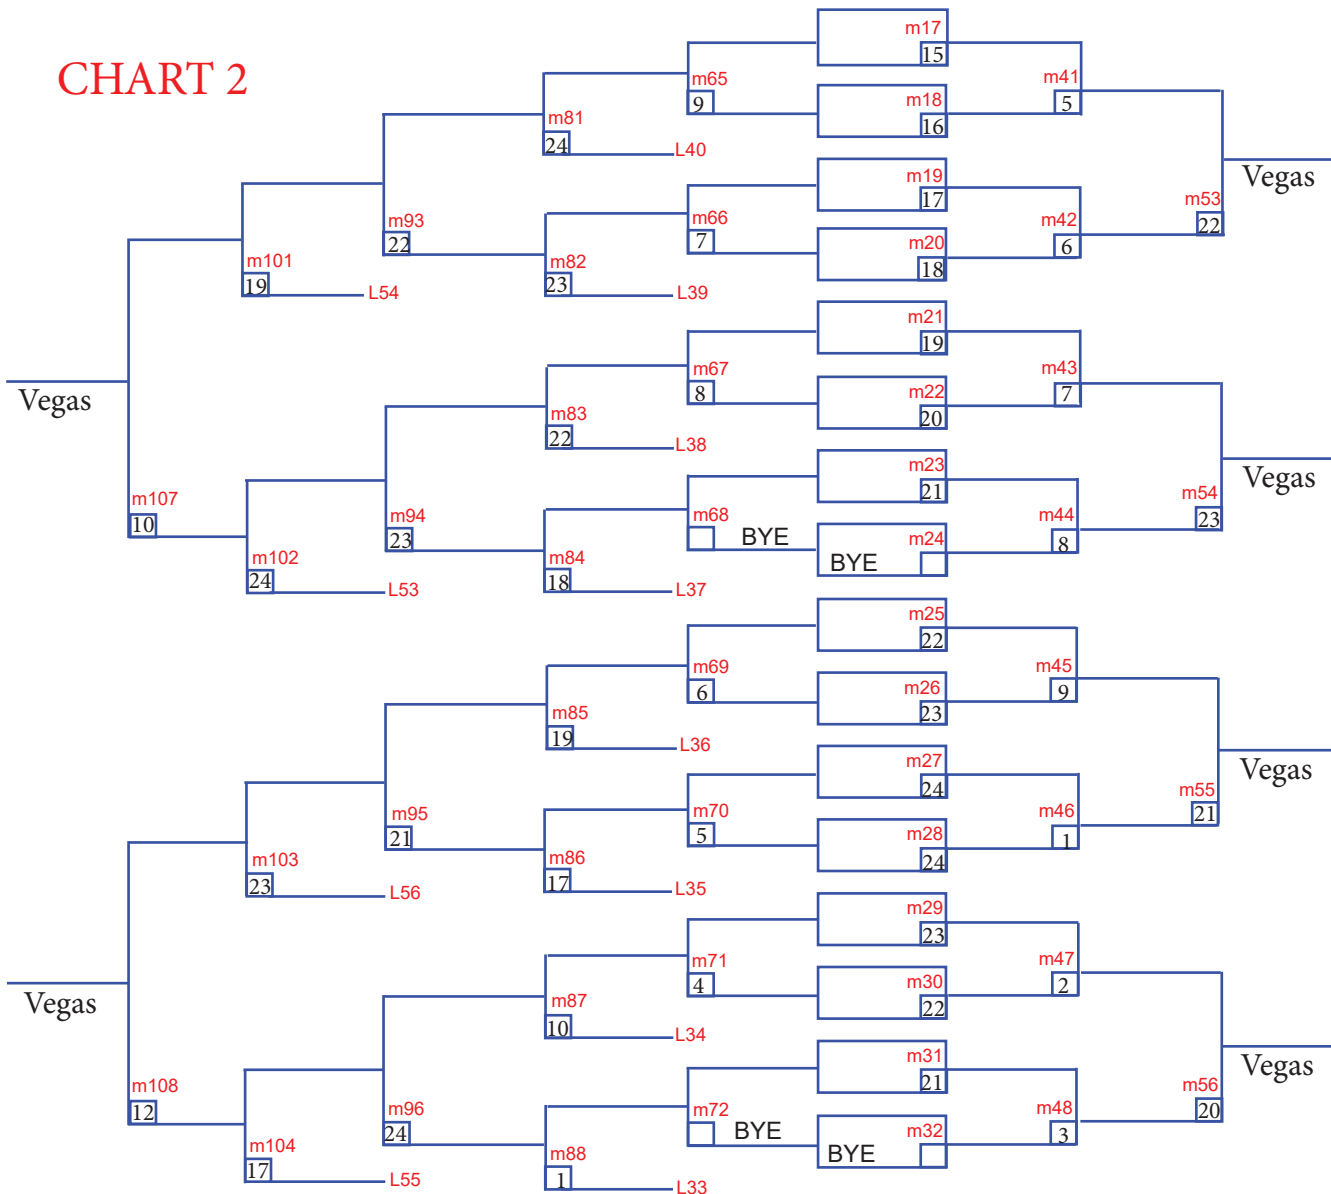 CHART 2
m17
15
m65
9
m41
5
m18
16
m81
24
L40
m19
17
Vegas
m53
22
m93
22
m66
7
m42
6
m20
18
m101
19
L54
m82
23
L39
m21
19
m67
8
m43
7
Vegas
m22
20
m83
22
L38
m23
21
Vegas
m107
10
m94
23
m68
BYE
m44
8
m54
23
m24
BYE
m102
24
L53
m84
18
L37
m25
22
m69
6
m45
9
m26
23
m85
19
L36
m27
24
Vegas
m95
21
m70
5
m46
1
m55
21
m28
24
m103
23
L56
m86
17
L35
m29
23
m71
4
m47
2
m30
22
Vegas
m87
10
L34
m31
21
Vegas
m108
12
m96
24
m72
BYE
m48
3
m56
20
m32
BYE
m104
17
L55
m88
1
L33